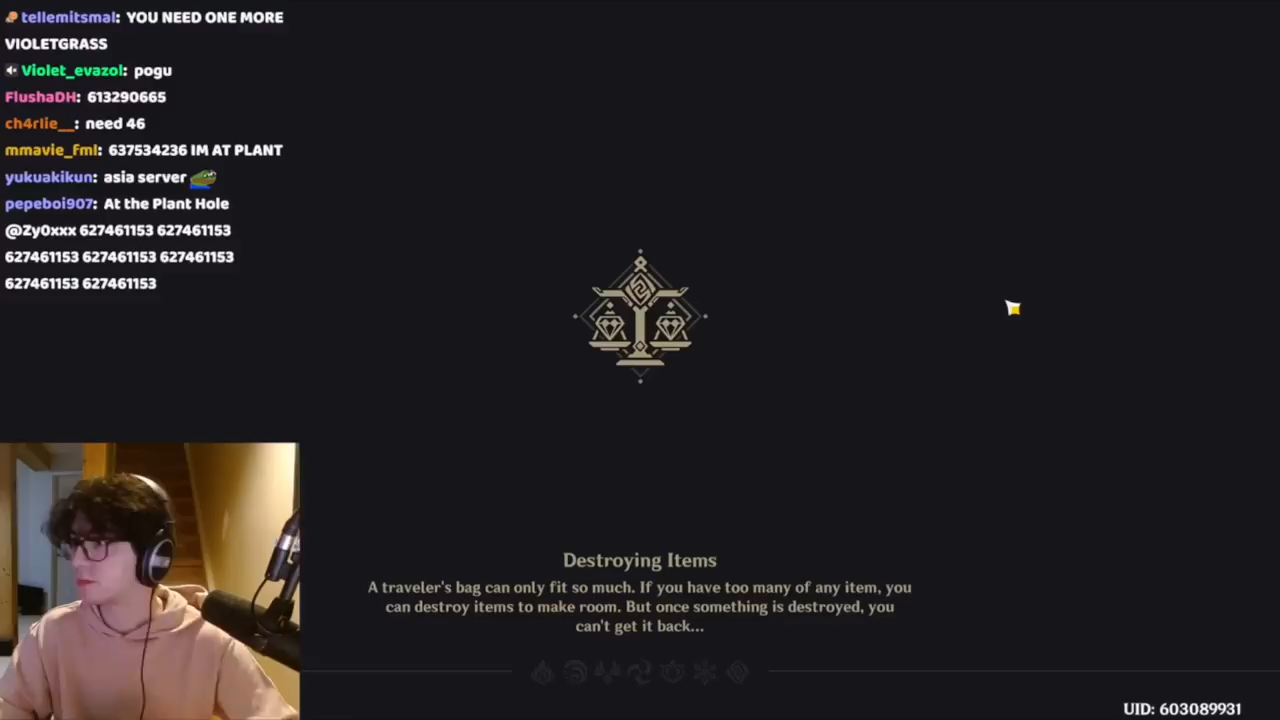 tellemitsmal: YOU NEED ONE MORE
VIOLETGRASS
Violet_evazol: pogu
FlushaDH: 613290665
ch4rlie__: need 46
mmavie_fml: 637534236 IM AT PLANT
yukuakikun: asia server
pepeboi907: At the Plant Hole
@Zy0xxx 627461153 627461153
627461153 627461153 627461153
627461153 627461153
Destroying Items
A traveler's bag can only fit so much. If you have too many of any item, you
can destroy items to make room. But once something is destroyed, you
can't get it back...
UID: 603089931